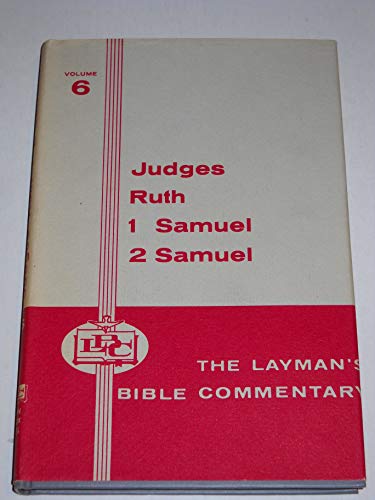 VOLUME
6
Judges
Ruth
1 Samuel
2 Samuel
LBC
THE LAYMAN'S
BIBLE COMMENTARY